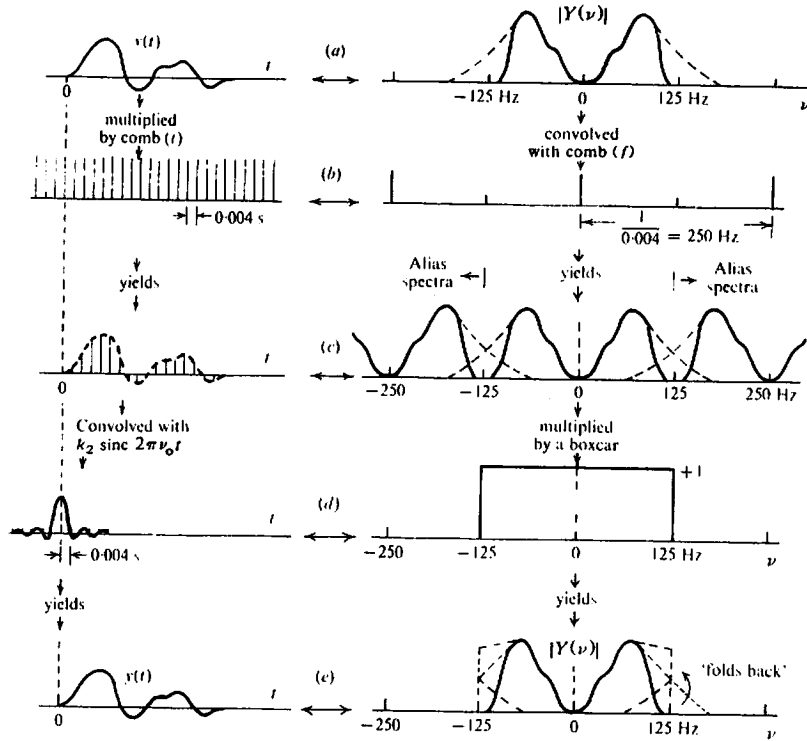 y(t)
t
(a)
|Y(ν)|
−125 Hz
0
125 Hz
ν
0
multiplied
by comb (t)
convolved
with comb (f)
(b)
0·004 s
1
0·004 = 250 Hz
yields
Alias
spectra
yields
Alias
spectra
t
(c)
0
−250
−125
0
125
250 Hz
Convolved with
k₂ sinc 2πν₀t
multiplied
by a boxcar
+1
t
(d)
0·004 s
−250
−125
0
125 Hz
ν
yields
yields
y(t)
t
(e)
|Y(ν)|
'folds back'
0
−250
−125
0
125 Hz
ν